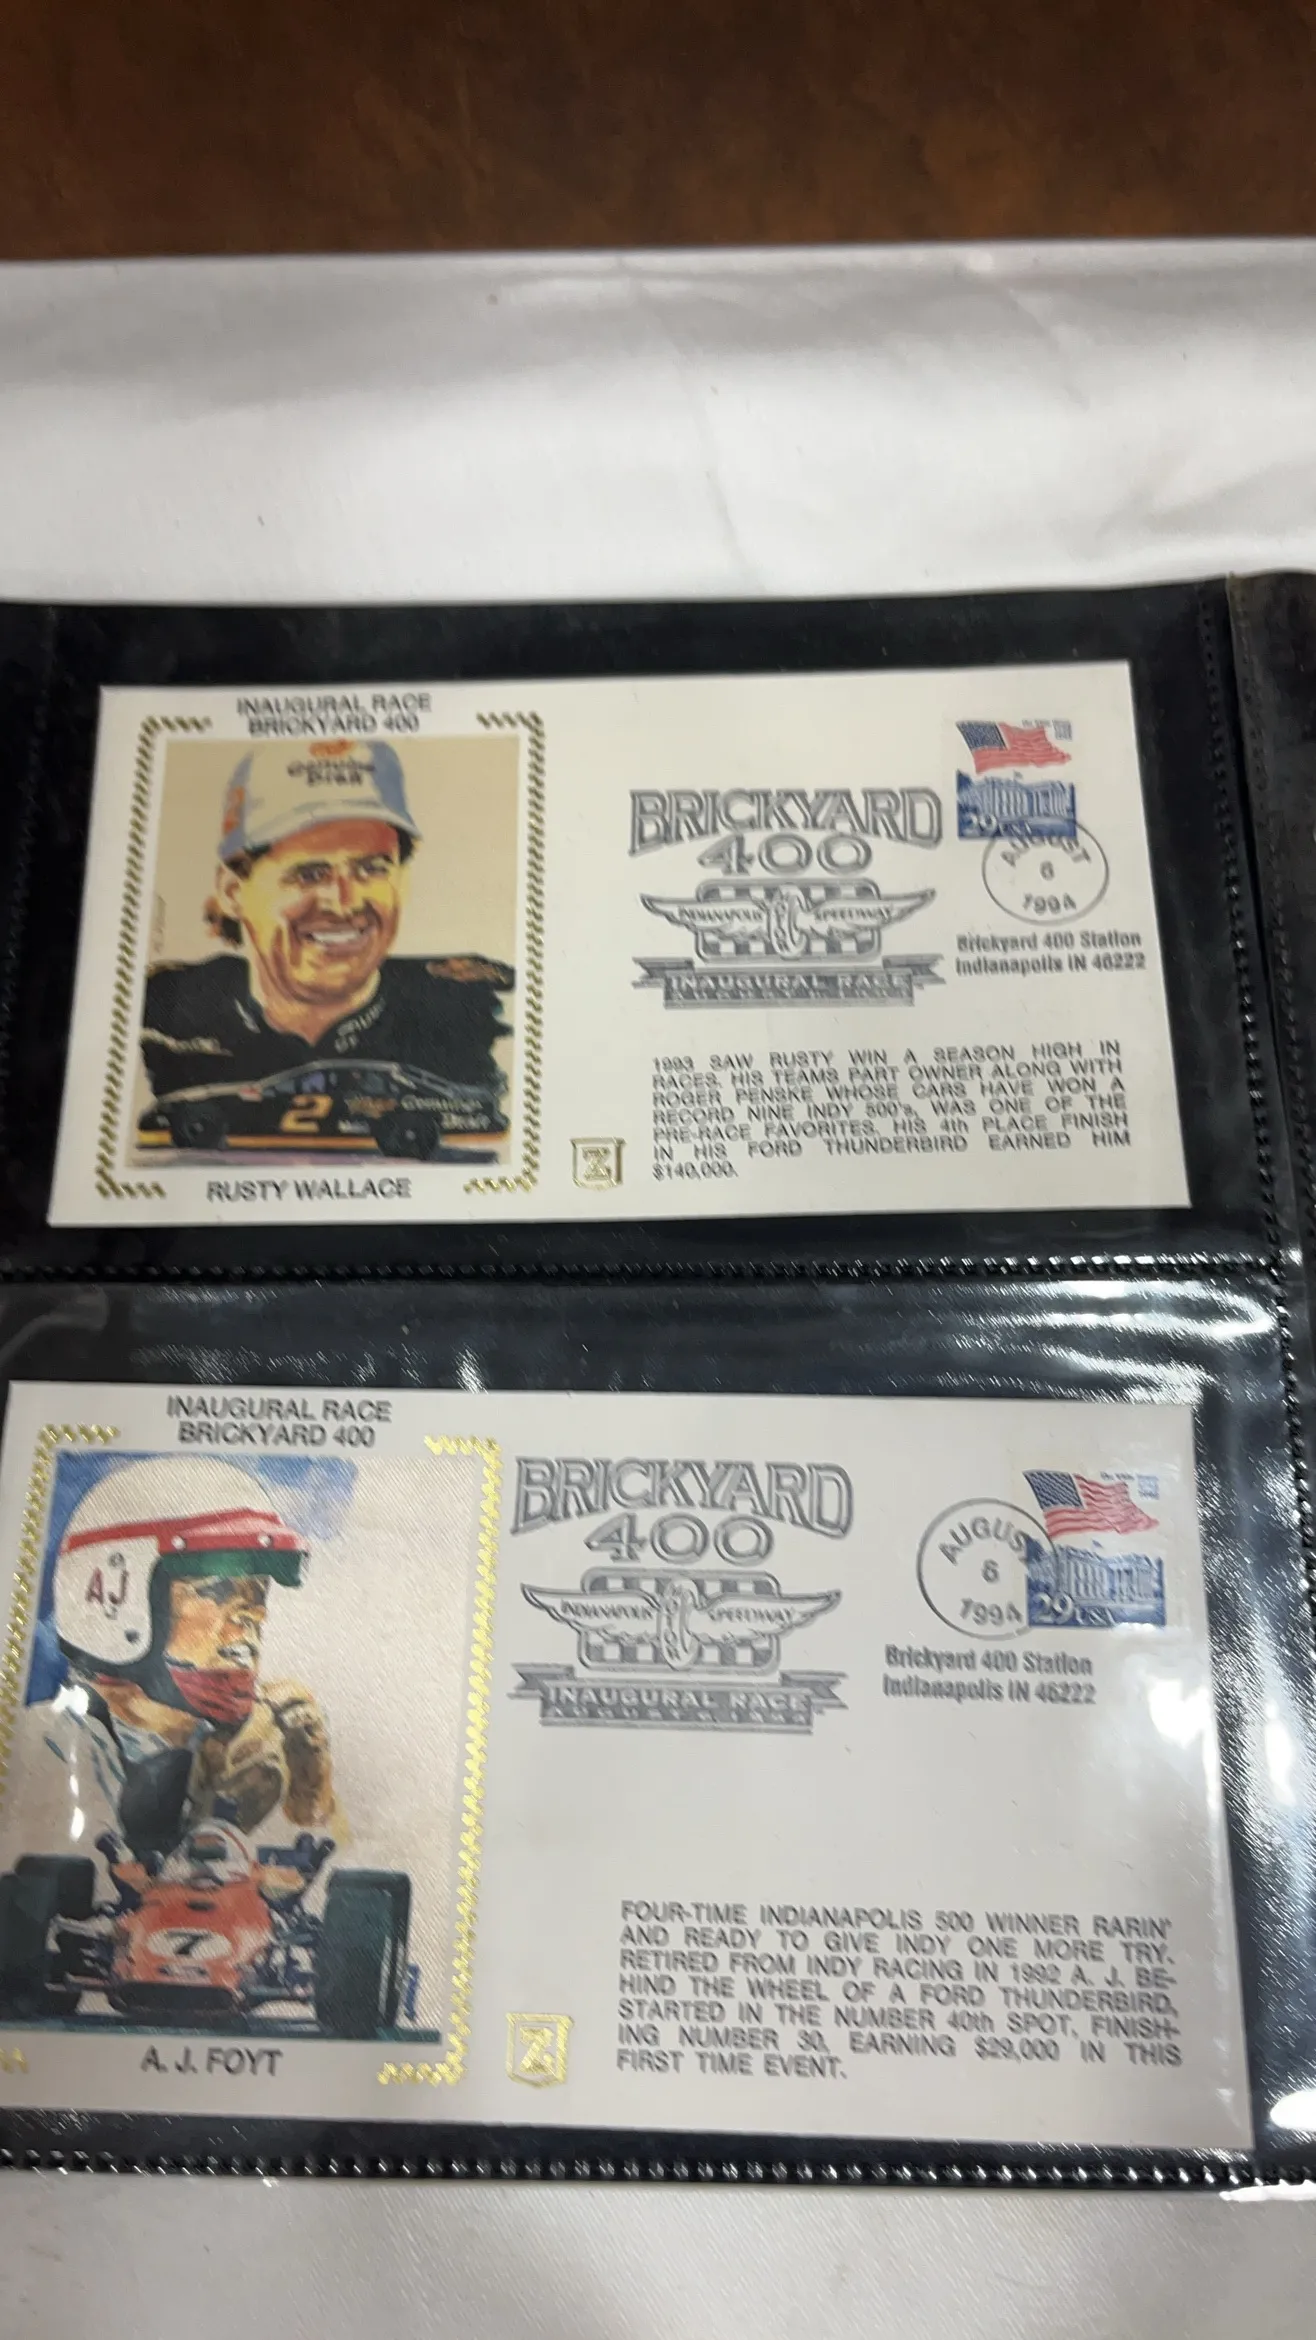 INAUGURAL RACE
BRICKYARD 400
Genuine
Draft
2
RUSTY WALLACE
BRICKYARD
400
INDIANAPOLIS SPEEDWAY
INAUGURAL RACE
29
AUGUST
6
1994
Brickyard 400 Station
Indianapolis IN 46222
1993 SAW RUSTY WIN A SEASON HIGH IN
RACES. HIS TEAMS PART OWNER ALONG WITH
ROGER PENSKE WHOSE CARS HAVE WON A
RECORD NINE INDY 500's, WAS ONE OF THE
PRE-RACE FAVORITES. HIS 4th PLACE FINISH
IN HIS FORD THUNDERBIRD EARNED HIM
$140,000.
Z
INAUGURAL RACE
BRICKYARD 400
AJ
7
A. J. FOYT
BRICKYARD
400
INDIANAPOLIS SPEEDWAY
INAUGURAL RACE
AUGUS
6
1994
29 USA
Brickyard 400 Station
Indianapolis IN 46222
FOUR-TIME INDIANAPOLIS 500 WINNER RARIN'
AND READY TO GIVE INDY ONE MORE TRY.
RETIRED FROM INDY RACING IN 1992 A. J. BE-
HIND THE WHEEL OF A FORD THUNDERBIRD,
STARTED IN THE NUMBER 40th SPOT, FINISH-
ING NUMBER 30, EARNING $29,000 IN THIS
FIRST TIME EVENT.
Z